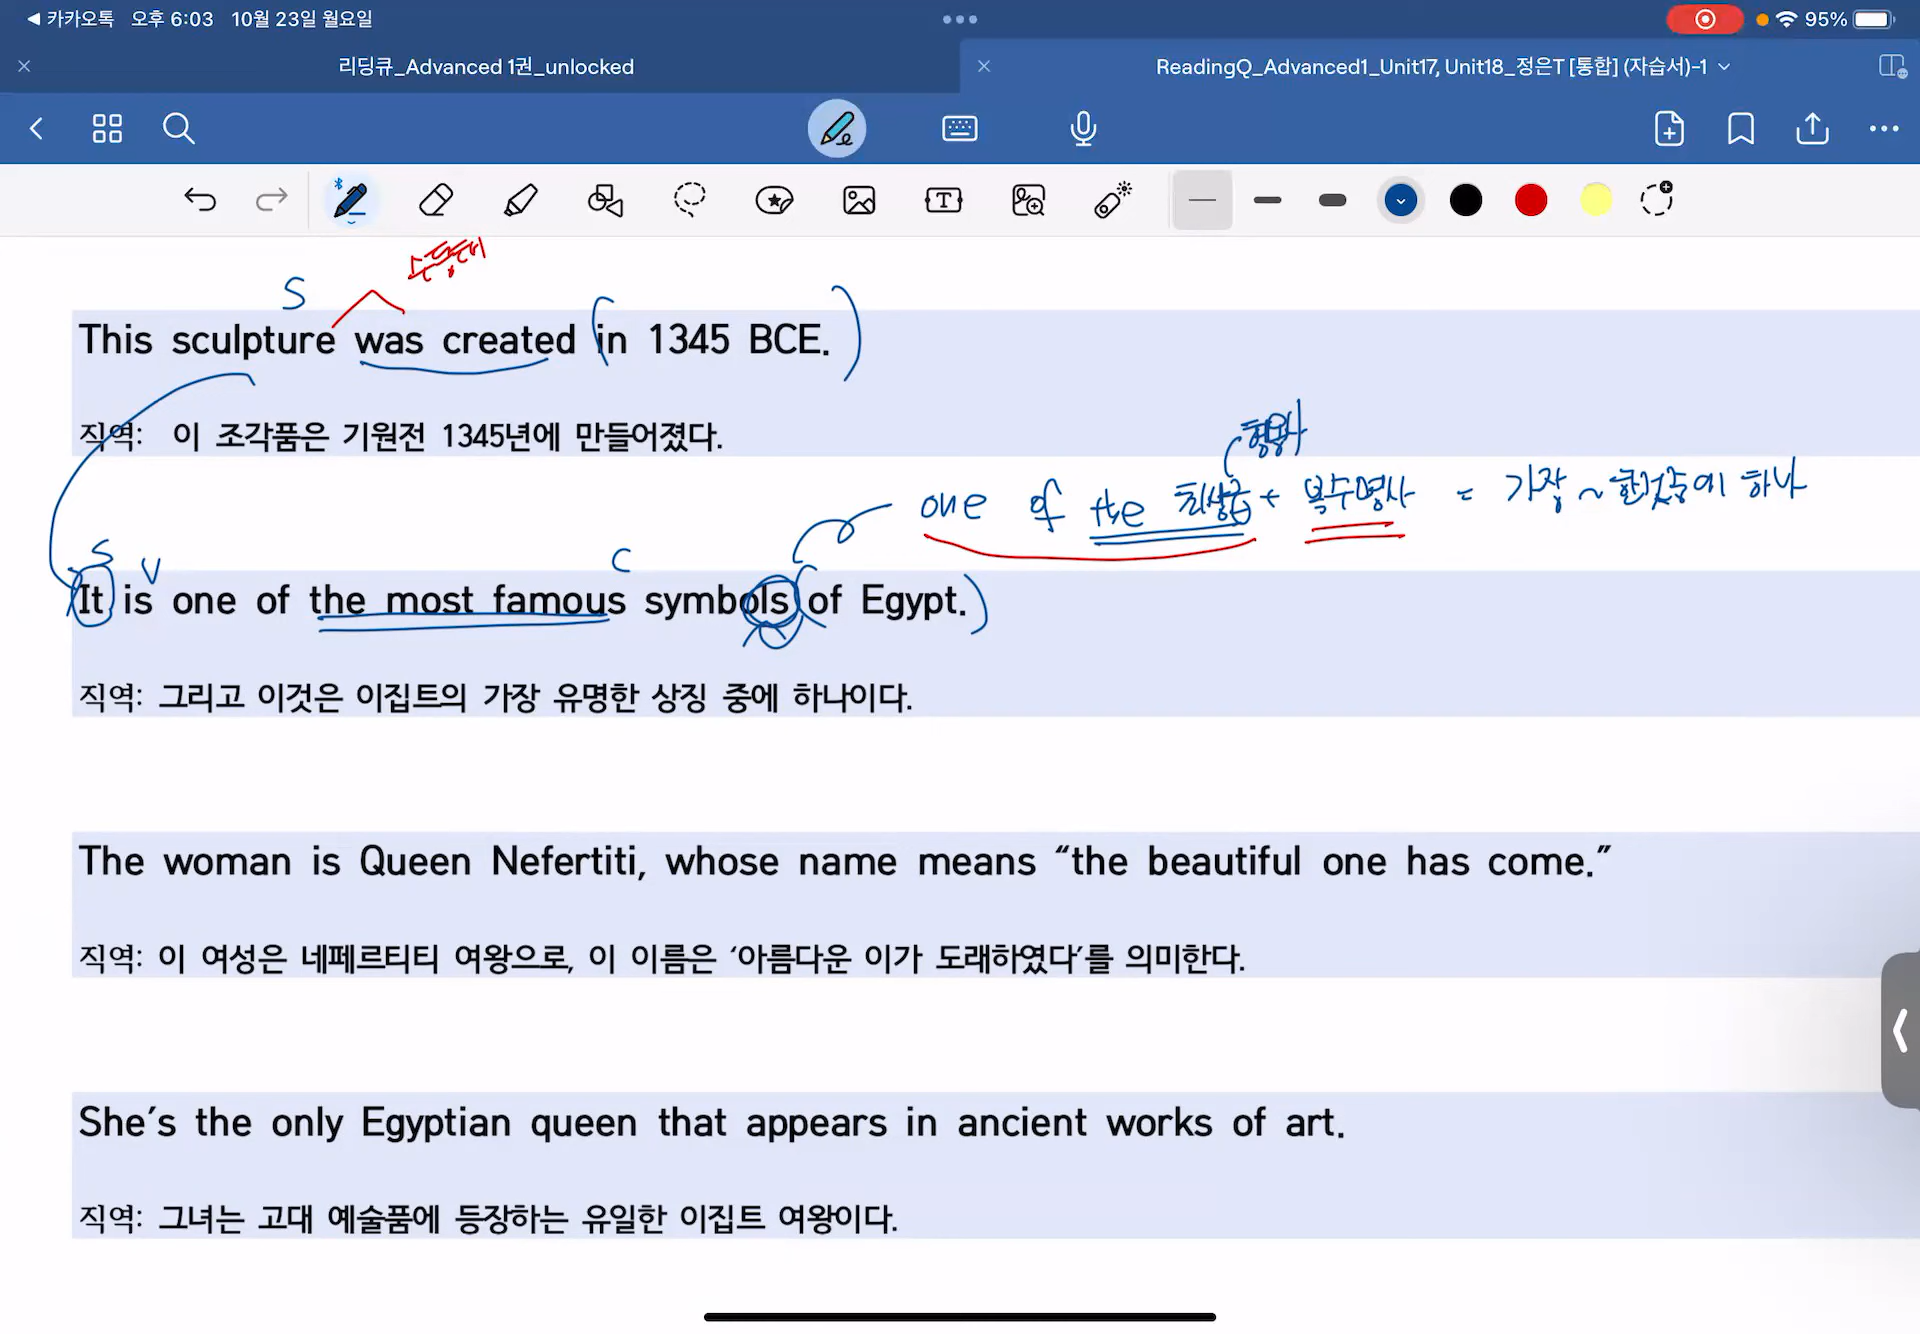 카카오톡 오후 6:03 10월 23일 월요일
95%
리딩큐_Advanced 1권_unlocked
ReadingQ_Advanced1_Unit17, Unit18_정은T [통합] (자습서)-1
수동태
S
This sculpture was created in 1345 BCE.
직역: 이 조각품은 기원전 1345년에 만들어졌다.
형용사
one of the 최상급 + 복수명사 = 가장 ~한것중에 하나
S V C
It is one of the most famous symbols of Egypt.
직역: 그리고 이것은 이집트의 가장 유명한 상징 중에 하나이다.
The woman is Queen Nefertiti, whose name means “the beautiful one has come.”
직역: 이 여성은 네페르티티 여왕으로, 이 이름은 ‘아름다운 이가 도래하였다’를 의미한다.
She’s the only Egyptian queen that appears in ancient works of art.
직역: 그녀는 고대 예술품에 등장하는 유일한 이집트 여왕이다.